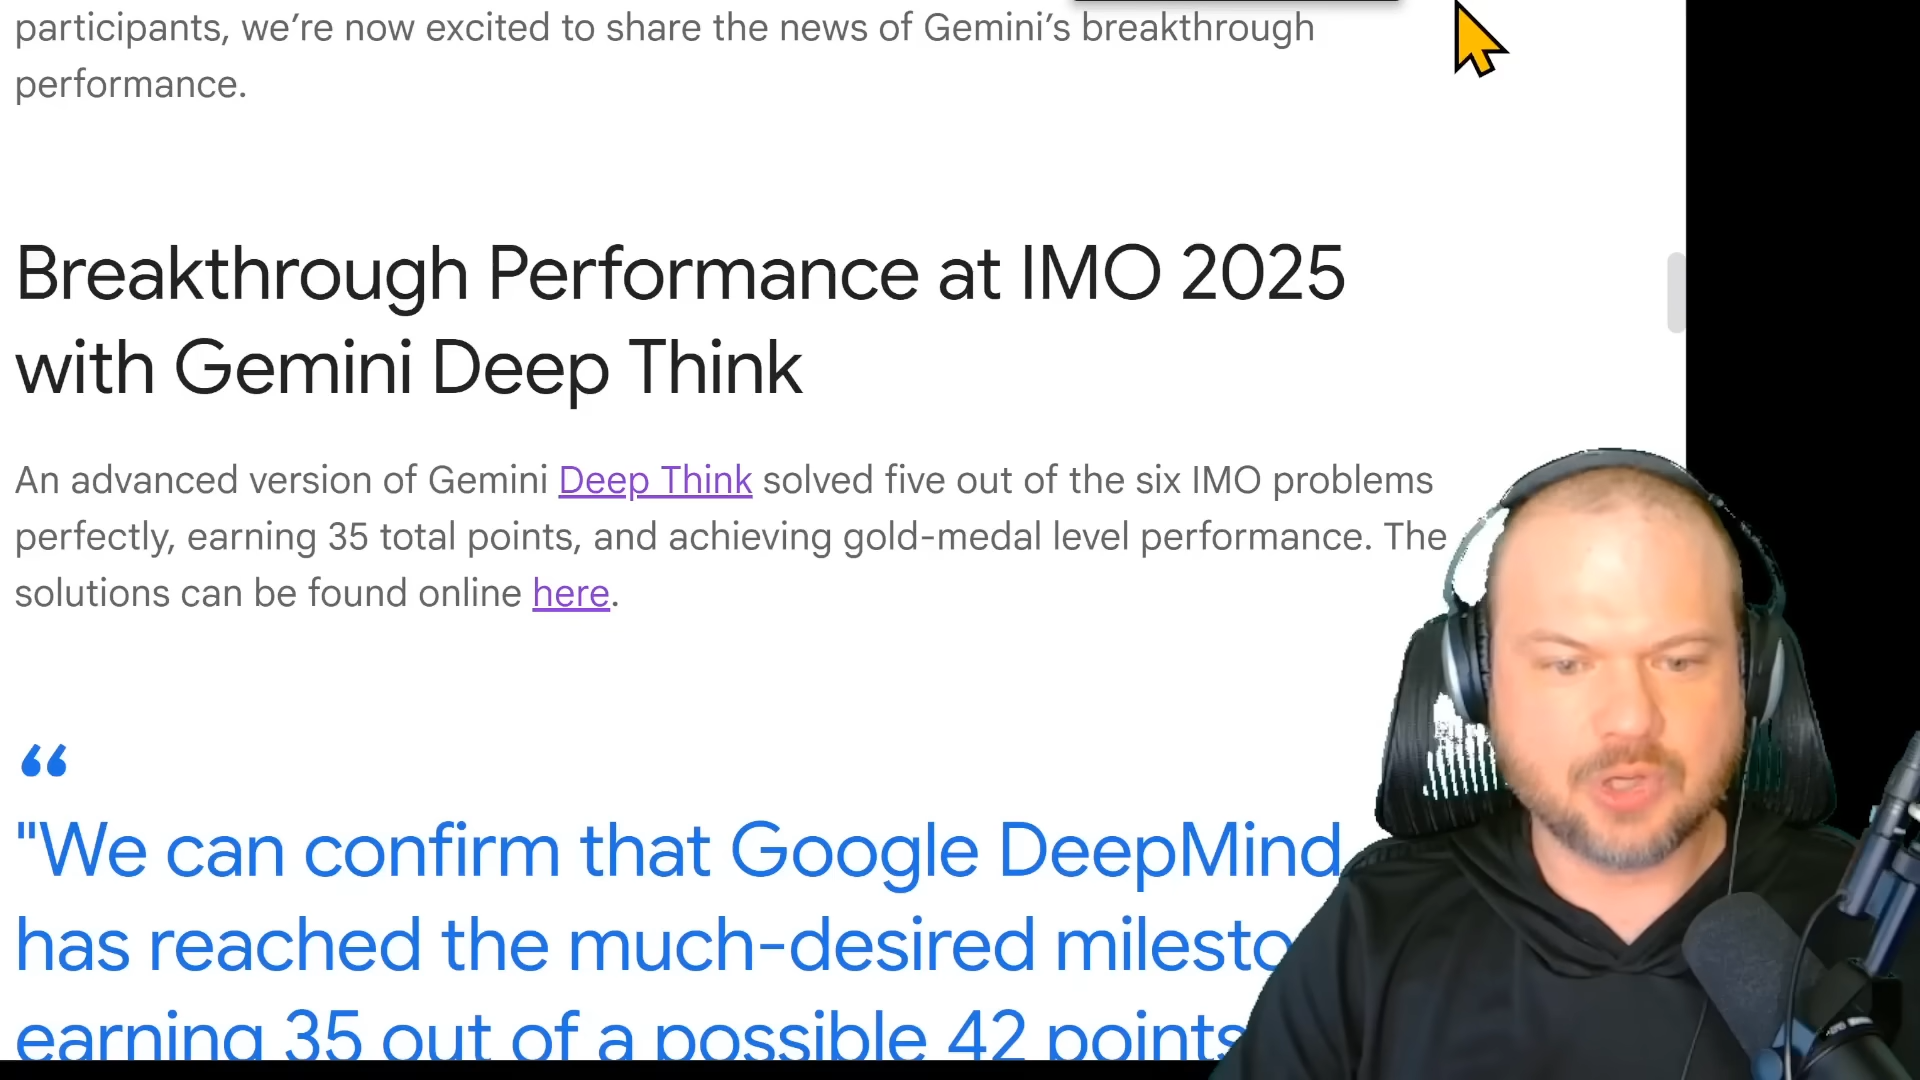 participants, we’re now excited to share the news of Gemini’s breakthrough
performance.
Breakthrough Performance at IMO 2025
with Gemini Deep Think
An advanced version of Gemini Deep Think solved five out of the six IMO problems
perfectly, earning 35 total points, and achieving gold-medal level performance. The
solutions can be found online here.
“
"We can confirm that Google DeepMind
has reached the much-desired
earning 35 out of a possible 42 points